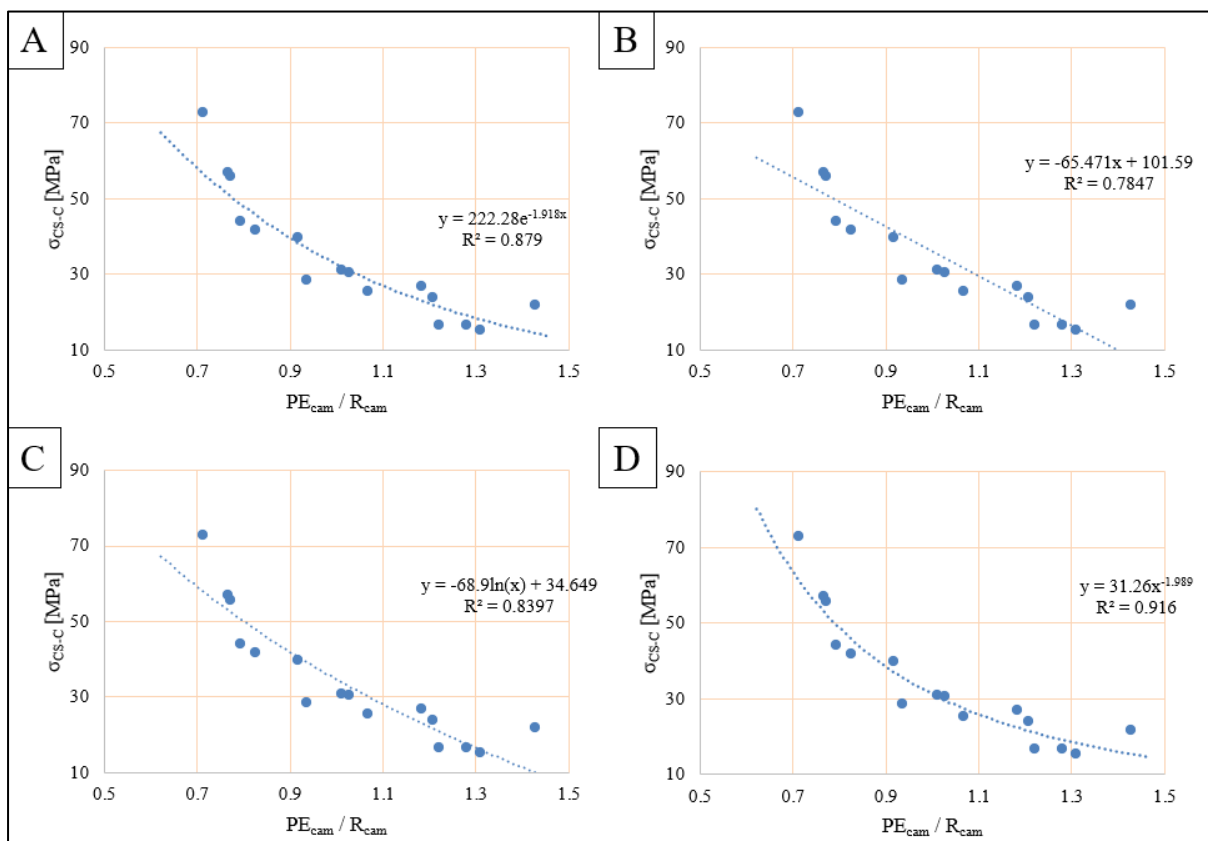 A
90
70
50
30
10
σCS-C [MPa]
y = 222.28e-1.918x
R² = 0.879
0.5 0.7 0.9 1.1 1.3 1.5
PEcam / Rcam
B
90
70
50
30
10
σCS-C [MPa]
y = -65.471x + 101.59
R² = 0.7847
0.5 0.7 0.9 1.1 1.3 1.5
PEcam / Rcam
C
90
70
50
30
10
σCS-C [MPa]
y = -68.9ln(x) + 34.649
R² = 0.8397
0.5 0.7 0.9 1.1 1.3 1.5
PEcam / Rcam
D
90
70
50
30
10
σCS-C [MPa]
y = 31.26x-1.989
R² = 0.916
0.5 0.7 0.9 1.1 1.3 1.5
PEcam / Rcam